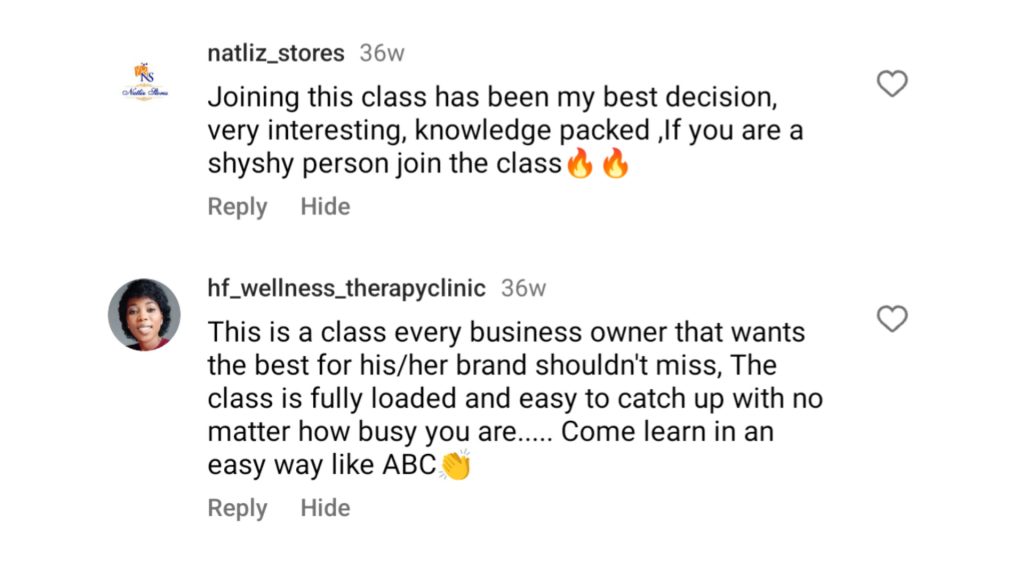 natliz_stores 36w
NS
Natliz Stores
Joining this class has been my best decision,
very interesting, knowledge packed ,If you are a
shyshy person join the class🔥🔥
Reply Hide
hf_wellness_therapyclinic 36w
This is a class every business owner that wants
the best for his/her brand shouldn't miss, The
class is fully loaded and easy to catch up with no
matter how busy you are..... Come learn in an
easy way like ABC👏
Reply Hide